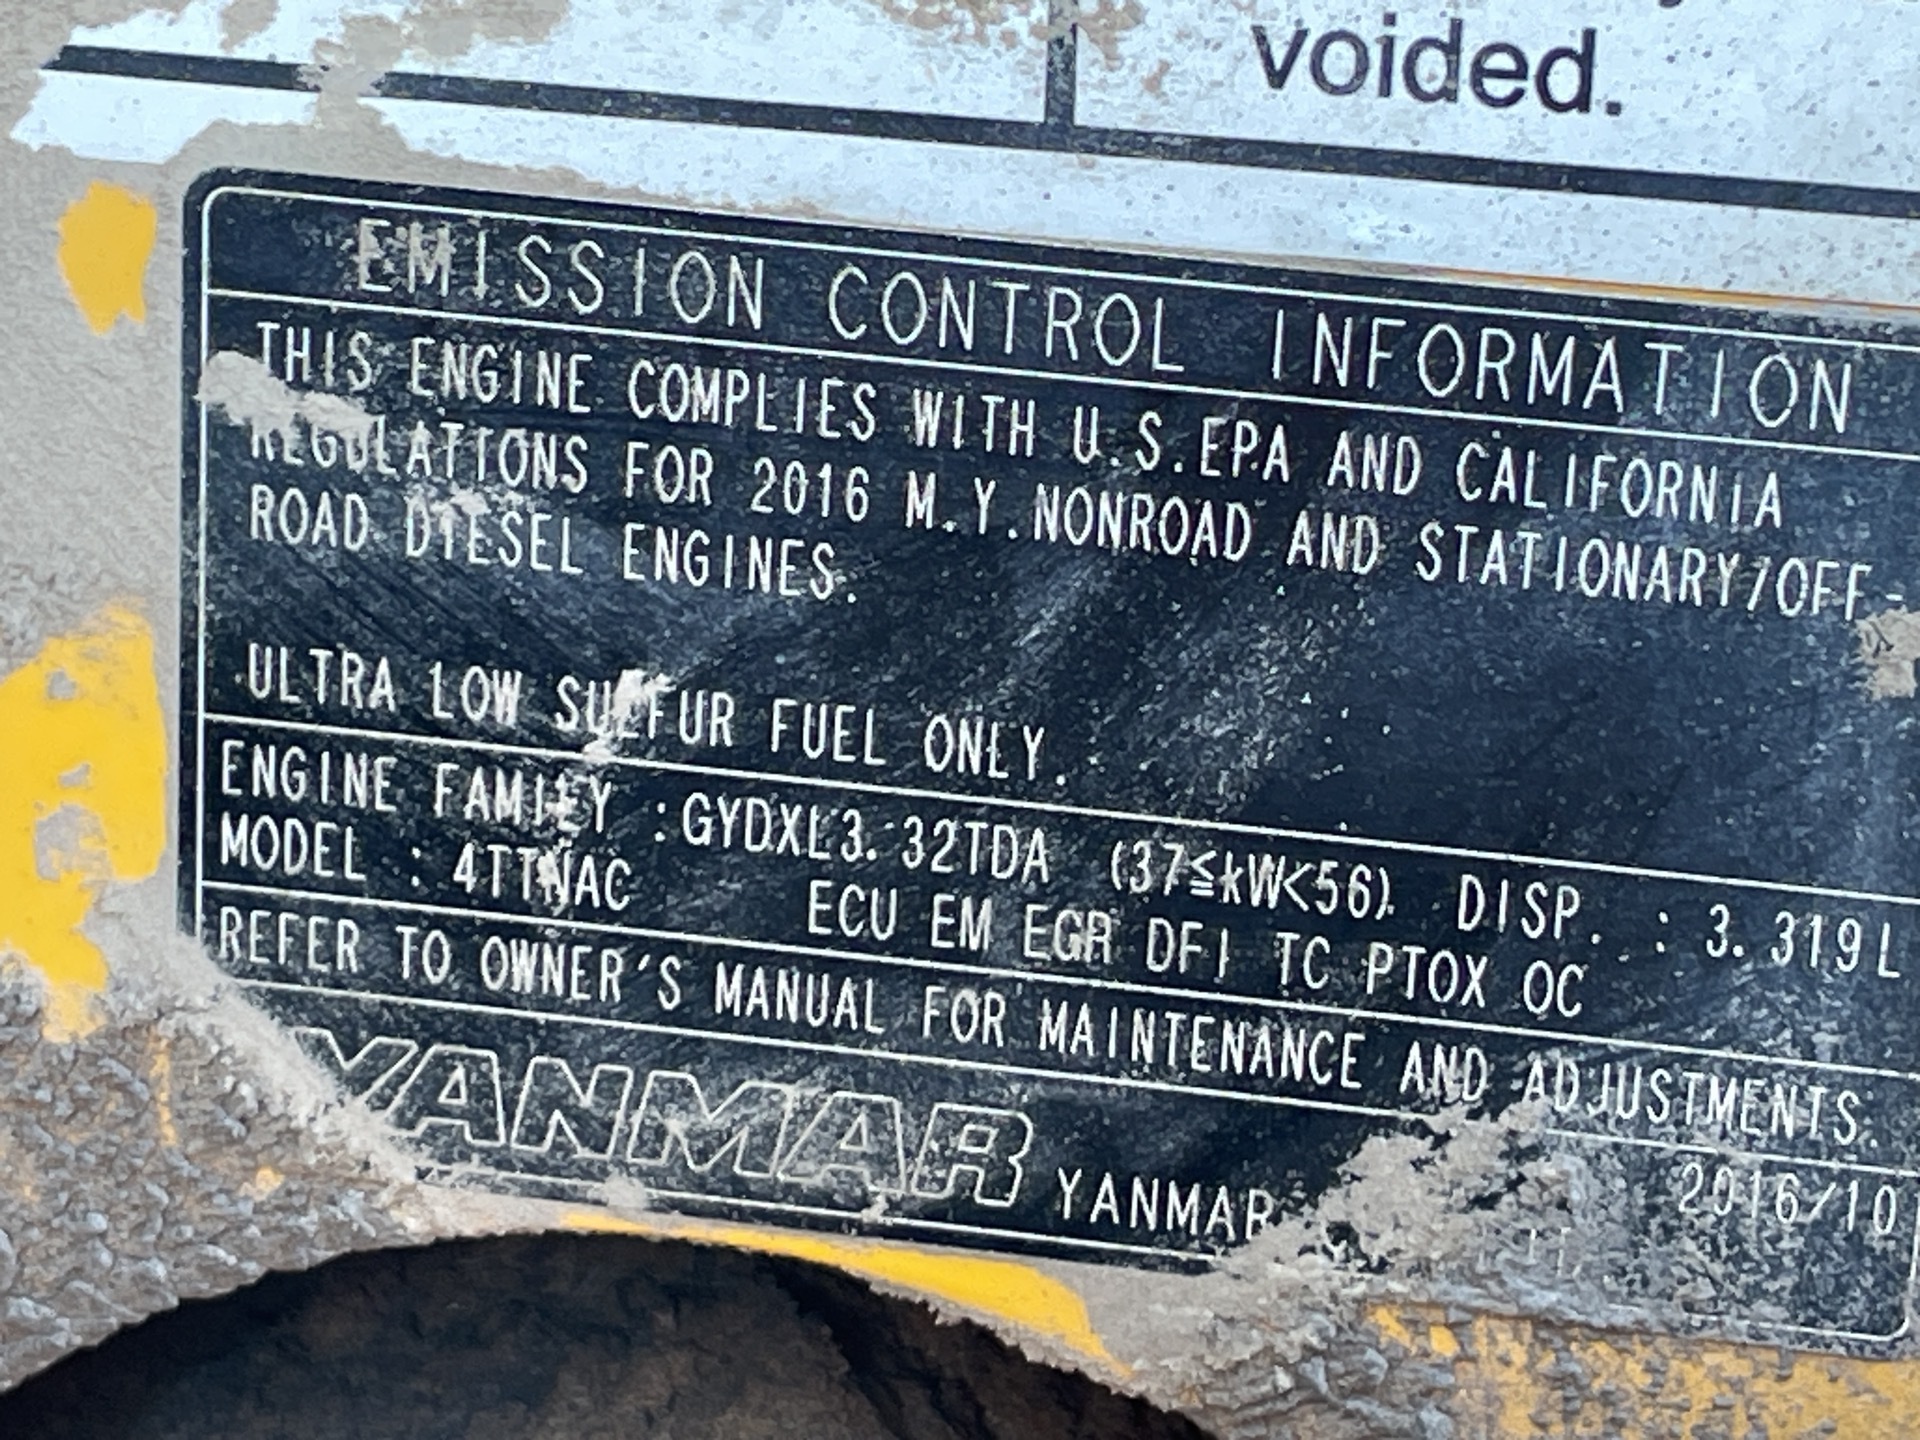 voided.
EMISSION CONTROL INFORMATION
THIS ENGINE COMPLIES WITH U.S.EPA AND CALIFORNIA
REGULATIONS FOR 2016 M.Y.NONROAD AND STATIONARY/OFF-
ROAD DIESEL ENGINES.
ULTRA LOW SULFUR FUEL ONLY.
ENGINE FAMILY :GYDXL3.32TDA (37≦kW<56) DISP. : 3.319L
MODEL : 4TTNAC ECU EM EGR DFI TC PTOX OC
REFER TO OWNER'S MANUAL FOR MAINTENANCE AND ADJUSTMENTS.
YANMAR YANMAR 2016/10